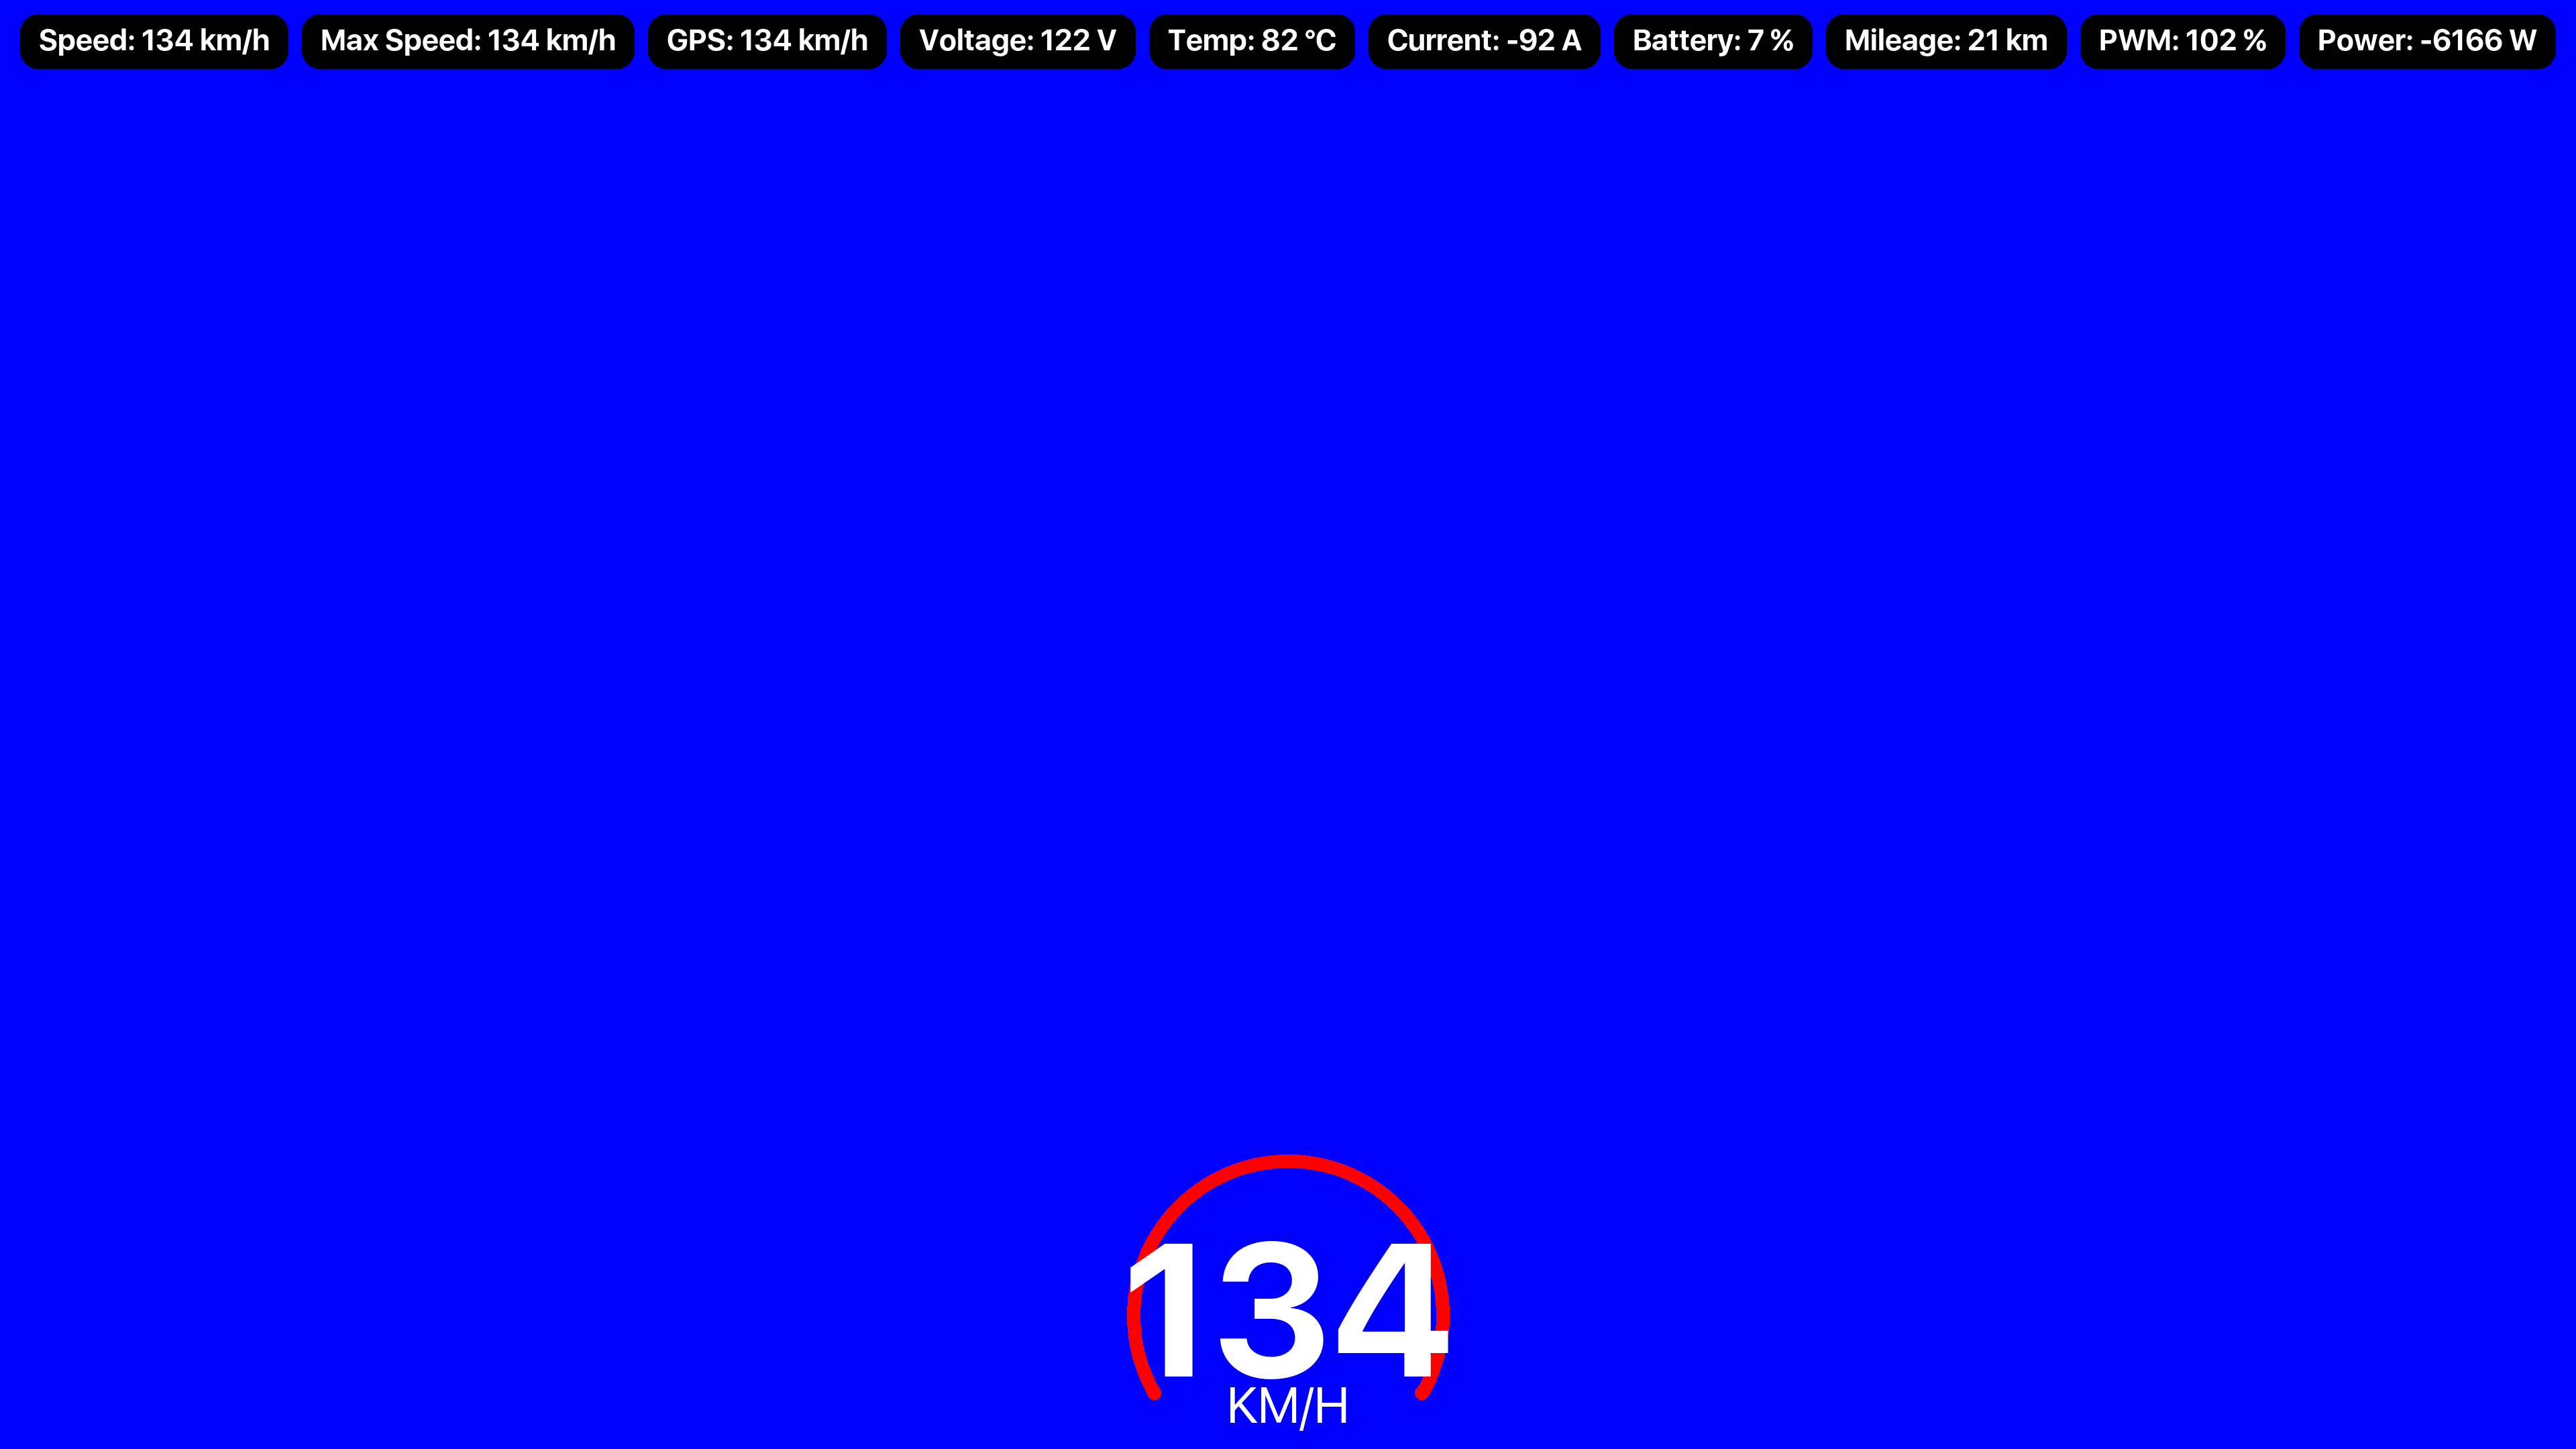 Speed: 134 km/h Max Speed: 134 km/h GPS: 134 km/h Voltage: 122 V Temp: 82 °C Current: -92 A Battery: 7 % Mileage: 21 km PWM: 102 % Power: -6166 W
134
KM/H